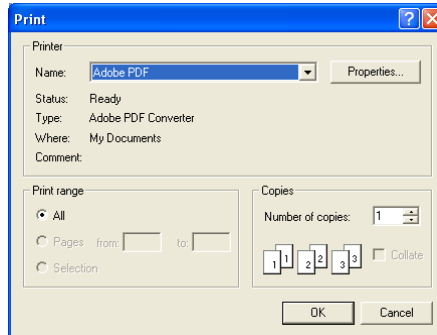 Print
Printer
Name: Adobe PDF Properties...
Status: Ready
Type: Adobe PDF Converter
Where: My Documents
Comment:
Print range Copies
All Number of copies: 1
Pages from: to:
1 1 2 2 3 3 Collate
Selection
OK Cancel